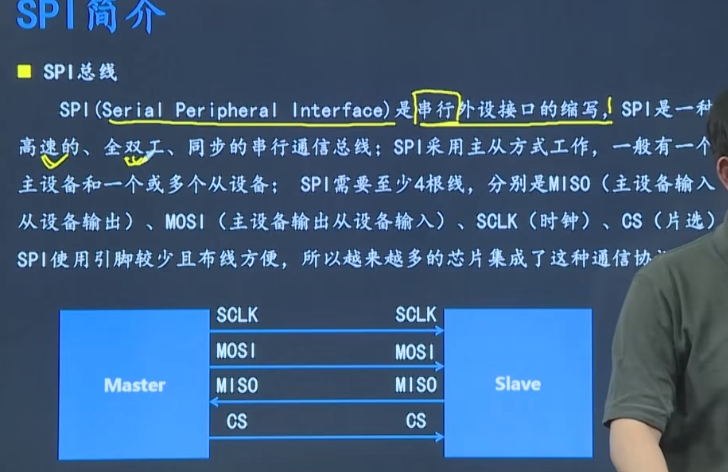 SPI简介
SPI总线
SPI(Serial Peripheral Interface)是串行外设接口的缩写,SPI是一种
高速的、全双工、同步的串行通信总线;SPI采用主从方式工作,一般有一个
主设备和一个或多个从设备; SPI需要至少4根线,分别是MISO(主设备输入
从设备输出)、MOSI(主设备输出从设备输入)、SCLK(时钟)、CS(片选)
SPI使用引脚较少且布线方便,所以越来越多的芯片集成了这种通信协
SCLK SCLK
MOSI MOSI
Master MISO MISO Slave
CS CS